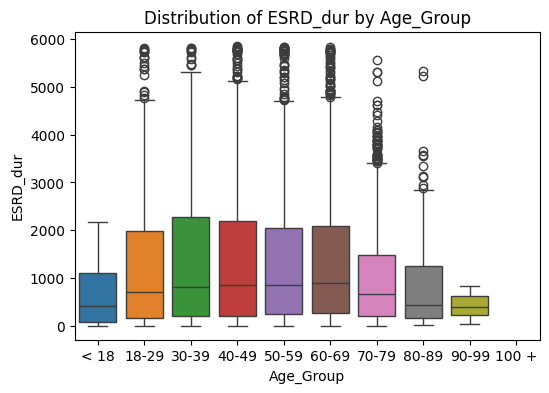 Distribution of ESRD_dur by Age_Group
6000
5000
4000
3000
2000
1000
0
ESRD_dur
< 18 18-29 30-39 40-49 50-59 60-69 70-79 80-89 90-99 100 +
Age_Group